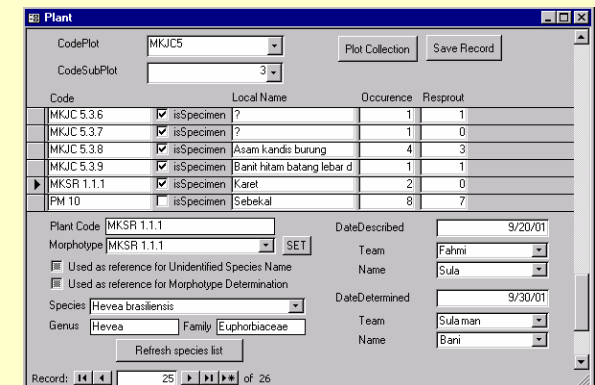 Plant
CodePlot MKJC5 Plot Collection Save Record
CodeSubPlot 3
Code Local Name Occurence Resprout
MKJC 5.3.6 isSpecimen ? 1 1
MKJC 5.3.7 isSpecimen ? 1 0
MKJC 5.3.8 isSpecimen Asam kandis burung 4 3
MKJC 5.3.9 isSpecimen Banit hitam batang lebar d 1 1
MKSR 1.1.1 isSpecimen Karet 2 0
PM 10 isSpecimen Sebekal 8 7
Plant Code MKSR 1.1.1 DateDescribed 9/20/01
Morphotype MKSR 1.1.1 SET Team Fahmi
Used as reference for Unidentified Species Name Name Sula
Used as reference for Morphotype Determination
Species Hevea brasiliensis DateDetermined 9/30/01
Genus Hevea Family Euphorbiaceae Team Sulaman
Refresh species list Name Bani
Record: 25 of 26